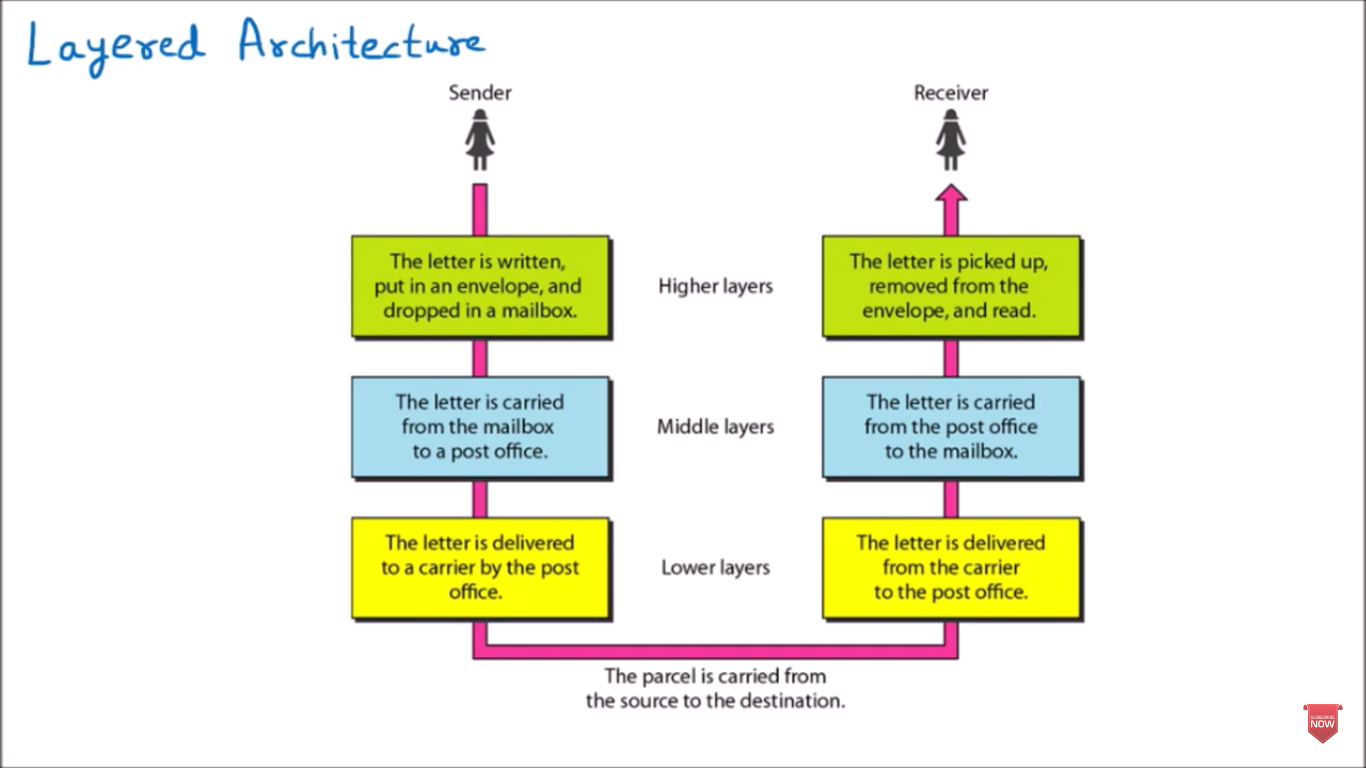 Layered Architecture
Sender
Receiver
The letter is written,
put in an envelope, and
dropped in a mailbox.
Higher layers
The letter is picked up,
removed from the
envelope, and read.
The letter is carried
from the mailbox
to a post office.
Middle layers
The letter is carried
from the post office
to the mailbox.
The letter is delivered
to a carrier by the post
office.
Lower layers
The letter is delivered
from the carrier
to the post office.
The parcel is carried from
the source to the destination.
SUBSCRIBE
NOW